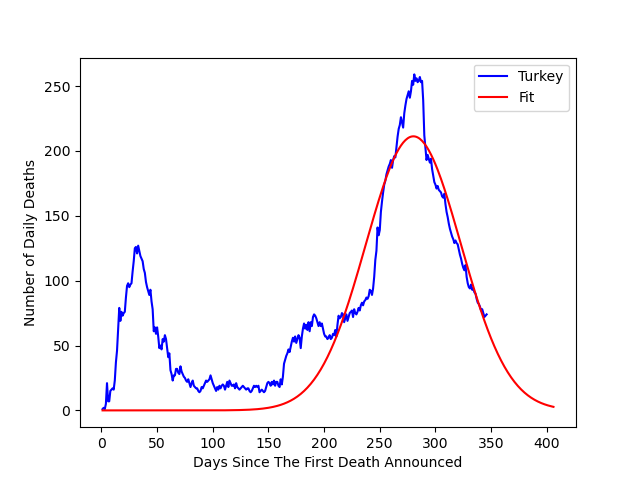 Turkey
Fit
Number of Daily Deaths
250
200
150
100
50
0
0 50 100 150 200 250 300 350 400
Days Since The First Death Announced